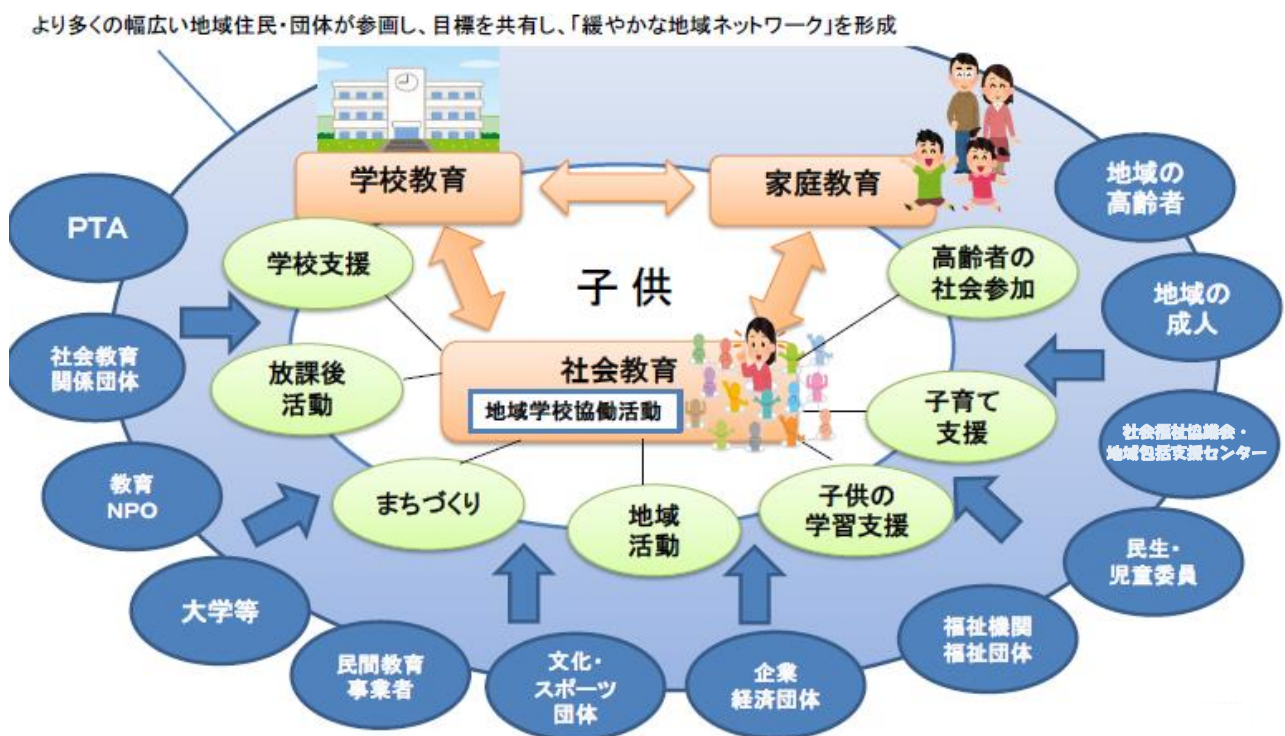 より多くの幅広い地域住民・団体が参画し、目標を共有し、「緩やかな地域ネットワーク」を形成
学校教育
家庭教育
地域の
高齢者
PTA
学校支援
子供
高齢者の
社会参加
地域の
成人
社会教育
関係団体
放課後
活動
社会教育
地域学校協働活動
子育て
支援
社会福祉協議会・
地域包括支援センター
教育
NPO
まちづくり
地域
活動
子供の
学習支援
民生・
児童委員
大学等
民間教育
事業者
文化・
スポーツ
団体
企業
経済団体
福祉機関
福祉団体